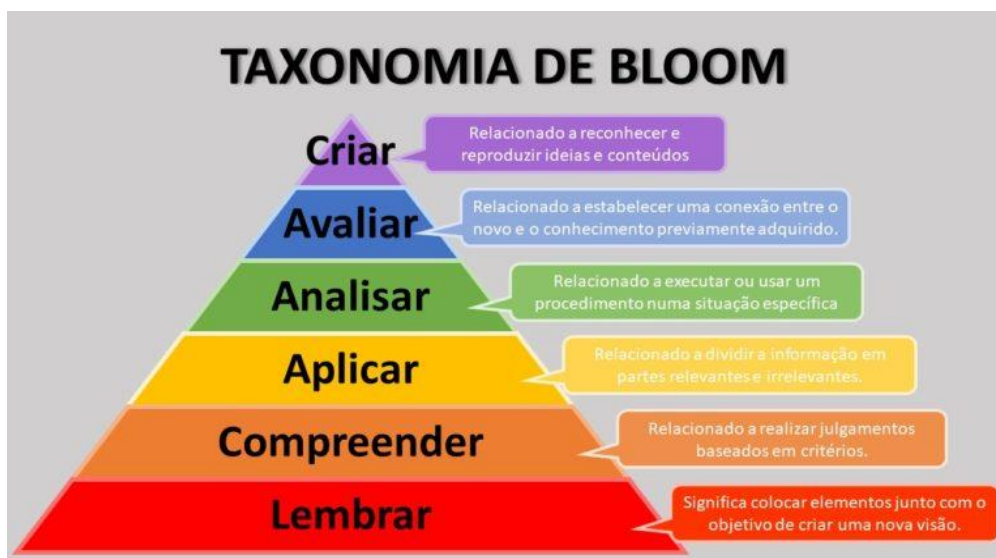 TAXONOMIA DE BLOOM
Criar
Relacionado a reconhecer e
reproduzir ideias e conteúdos
Avaliar
Relacionado a estabelecer uma conexão entre o
novo e o conhecimento previamente adquirido.
Analisar
Relacionado a executar ou usar um
procedimento numa situação específica
Aplicar
Relacionado a dividir a informação em
partes relevantes e irrelevantes.
Compreender
Relacionado a realizar julgamentos
baseados em critérios.
Lembrar
Significa colocar elementos junto com o
objetivo de criar uma nova visão.